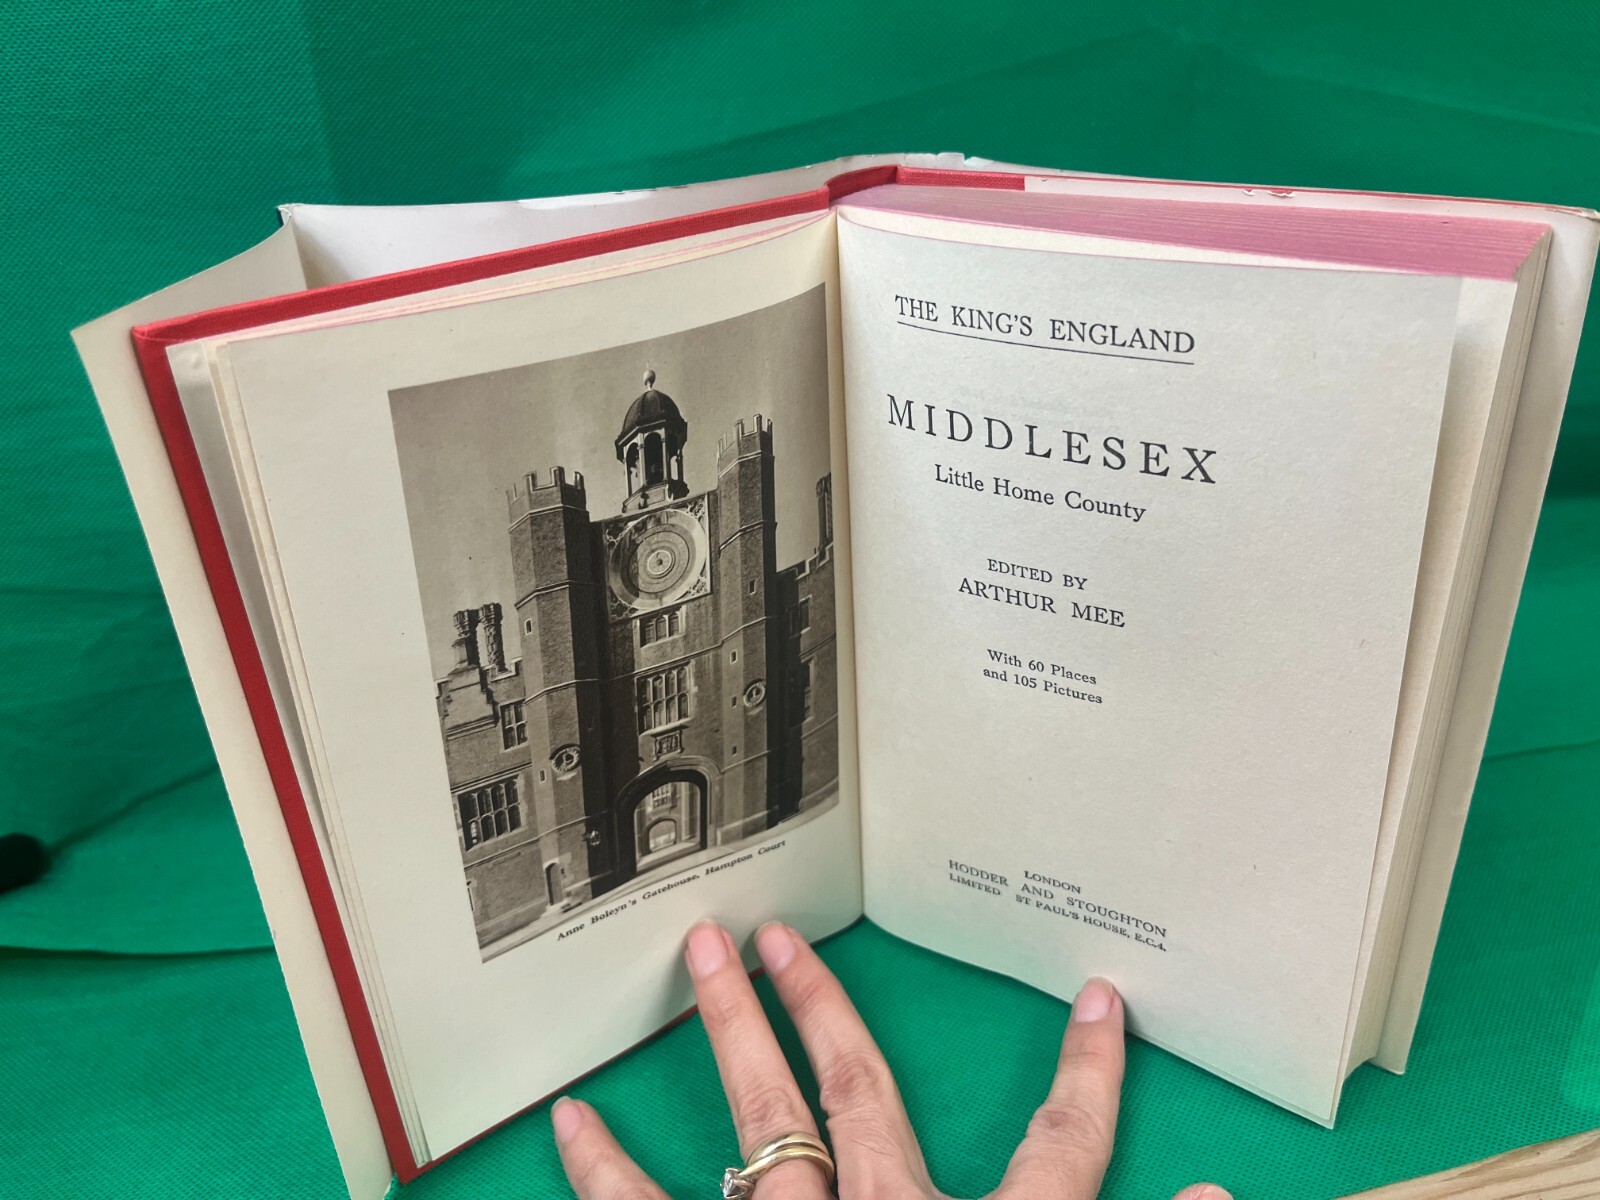 Anne Boleyn's Gatehouse, Hampton Court
THE KING'S ENGLAND
MIDDLESEX
Little Home County
EDITED BY
ARTHUR MEE
With 60 Places
and 105 Pictures
LONDON
HODDER AND STOUGHTON
LIMITED ST PAUL'S HOUSE, E.C.4.